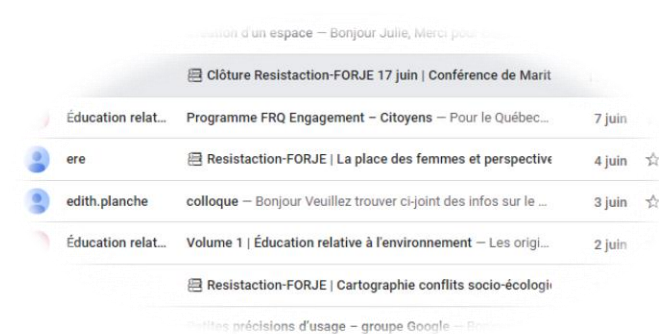 d'un espace — Bonjour Julie, Merci
Clôture Resistaction-FORJE 17 juin | Conférence de Marit
Éducation relat... Programme FRQ Engagement – Citoyens — Pour le Québec... 7 juin
ere Resistaction-FORJE | La place des femmes et perspective 4 juin
edith.planche colloque — Bonjour Veuillez trouver ci-joint des infos sur le ... 3 juin
Éducation relat... Volume 1 | Éducation relative à l'environnement — Les origi... 2 juin
Resistaction-FORJE | Cartographie conflits socio-écologi
précisions d'usage – groupe Google —